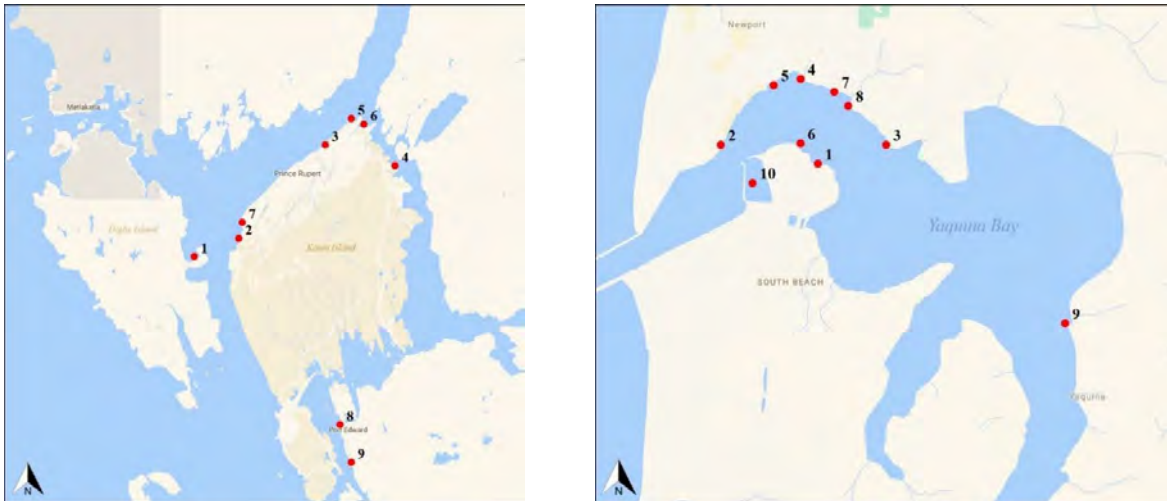 Metlakatla
5
6
3
4
Prince Rupert
7
Digby Island
2
Kaien Island
1
8
Port Edward
9
N
Newport
5
4
7
8
2
6
3
1
10
Yaquina Bay
SOUTH BEACH
9
Yaquina
N